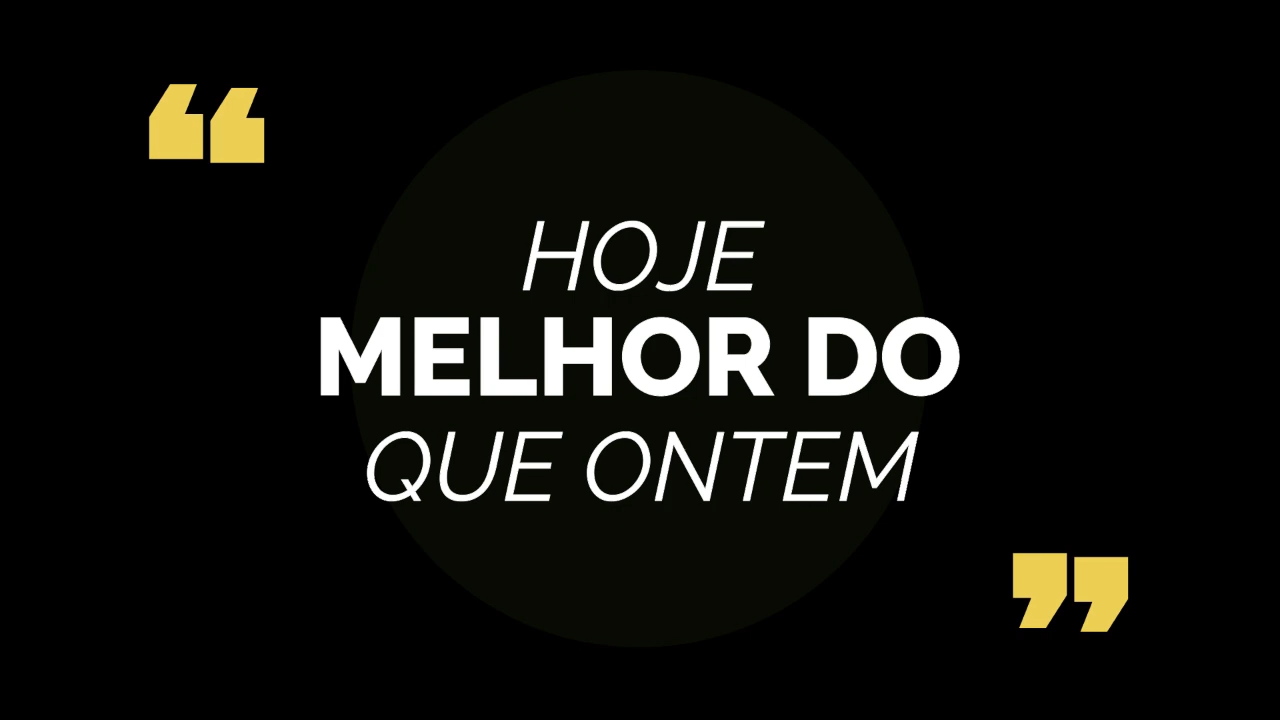 “
HOJE
MELHOR DO
QUE ONTEM
”